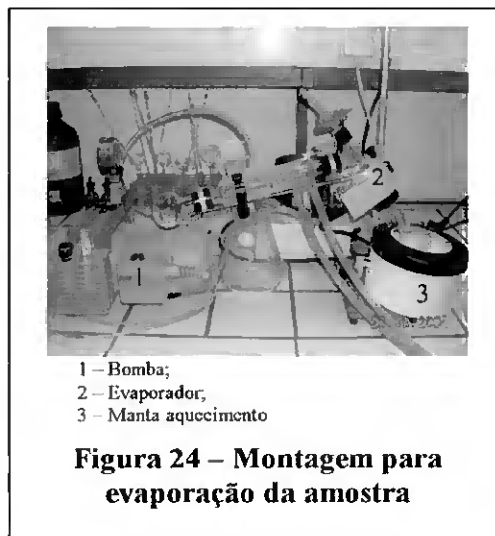 1
2
3
1 – Bomba;
2 – Evaporador;
3 – Manta aquecimento
Figura 24 – Montagem para
evaporação da amostra